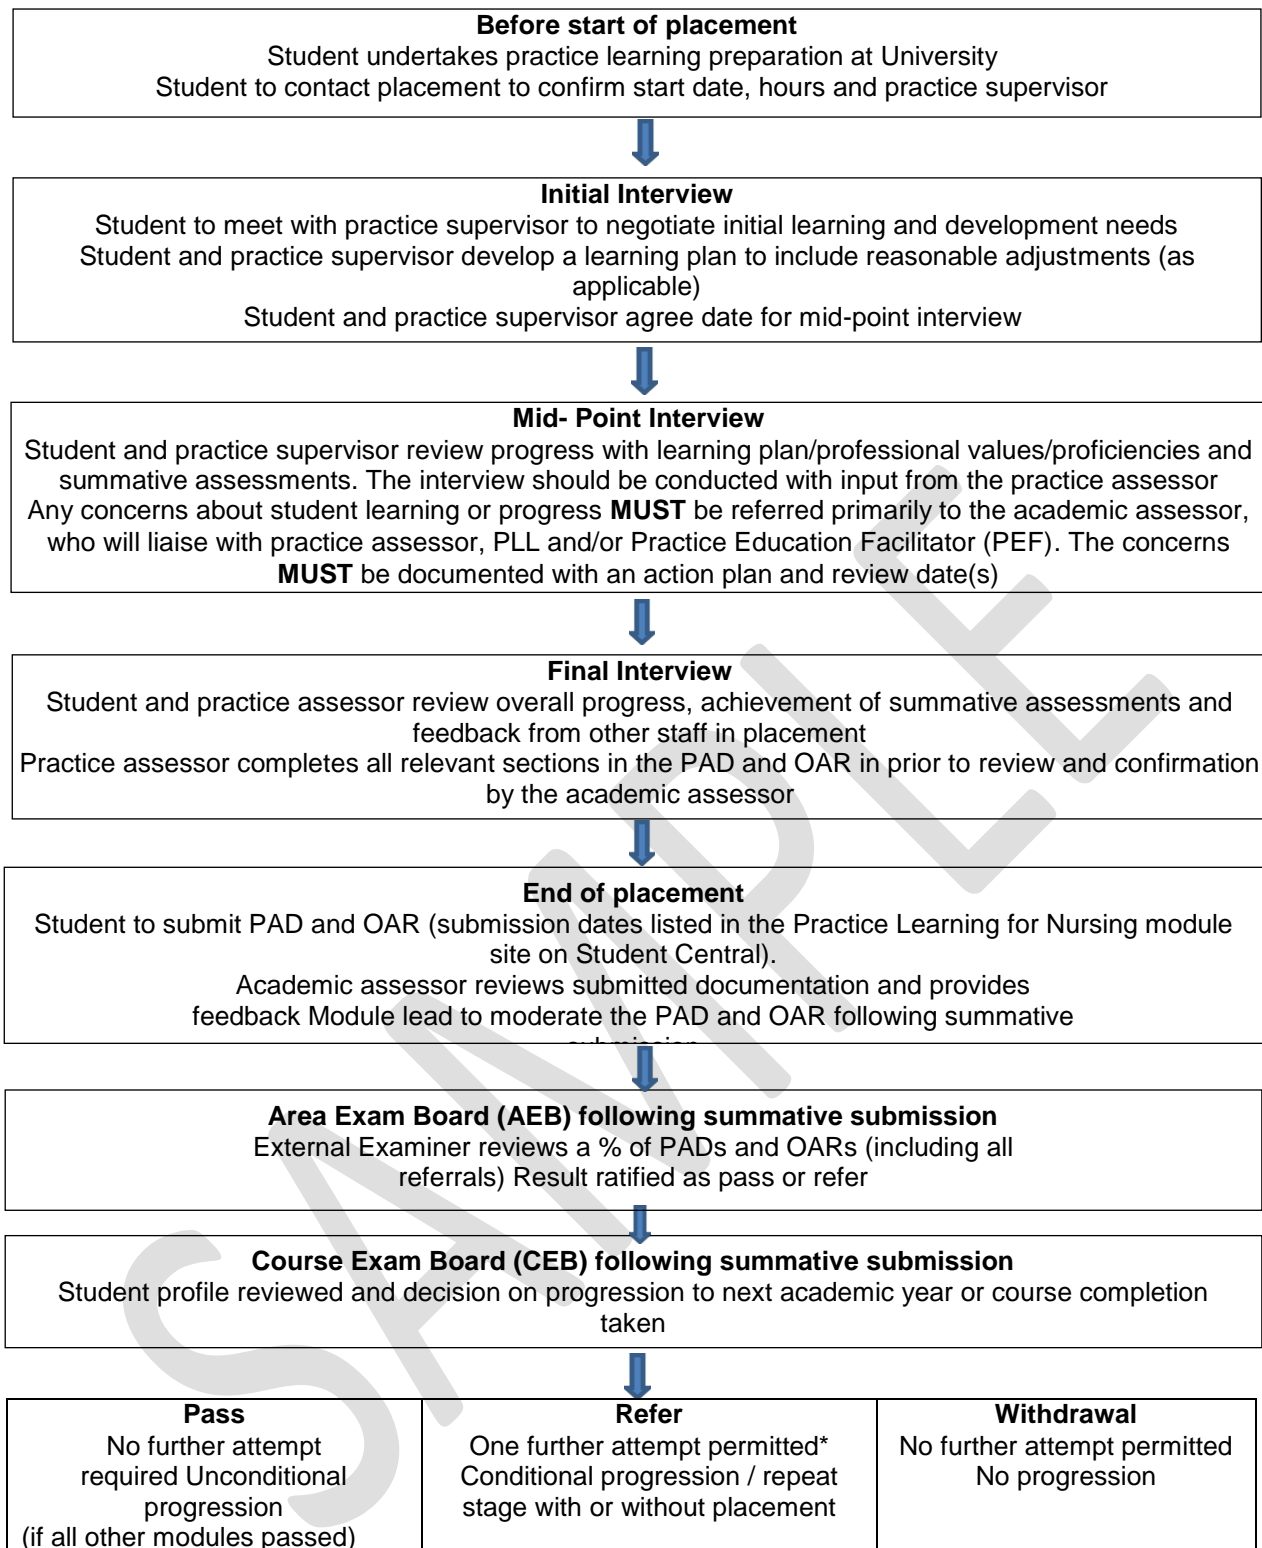 Before start of placement
Student undertakes practice learning preparation at University
Student to contact placement to confirm start date, hours and practice supervisor
Initial Interview
Student to meet with practice supervisor to negotiate initial learning and development needs
Student and practice supervisor develop a learning plan to include reasonable adjustments (as
applicable)
Student and practice supervisor agree date for mid-point interview
Mid- Point Interview
Student and practice supervisor review progress with learning plan/professional values/proficiencies and
summative assessments. The interview should be conducted with input from the practice assessor
Any concerns about student learning or progress MUST be referred primarily to the academic assessor,
who will liaise with practice assessor, PLL and/or Practice Education Facilitator (PEF). The concerns
MUST be documented with an action plan and review date(s)
Final Interview
Student and practice assessor review overall progress, achievement of summative assessments and
feedback from other staff in placement
Practice assessor completes all relevant sections in the PAD and OAR in prior to review and confirmation
by the academic assessor
End of placement
Student to submit PAD and OAR (submission dates listed in the Practice Learning for Nursing module
site on Student Central).
Academic assessor reviews submitted documentation and provides
feedback Module lead to moderate the PAD and OAR following summative
Area Exam Board (AEB) following summative submission
External Examiner reviews a % of PADs and OARs (including all
referrals) Result ratified as pass or refer
Course Exam Board (CEB) following summative submission
Student profile reviewed and decision on progression to next academic year or course completion
taken
Pass
No further attempt
required Unconditional
progression
(if all other modules passed)
Refer
One further attempt permitted*
Conditional progression / repeat
stage with or without placement
Withdrawal
No further attempt permitted
No progression
SAMPLE